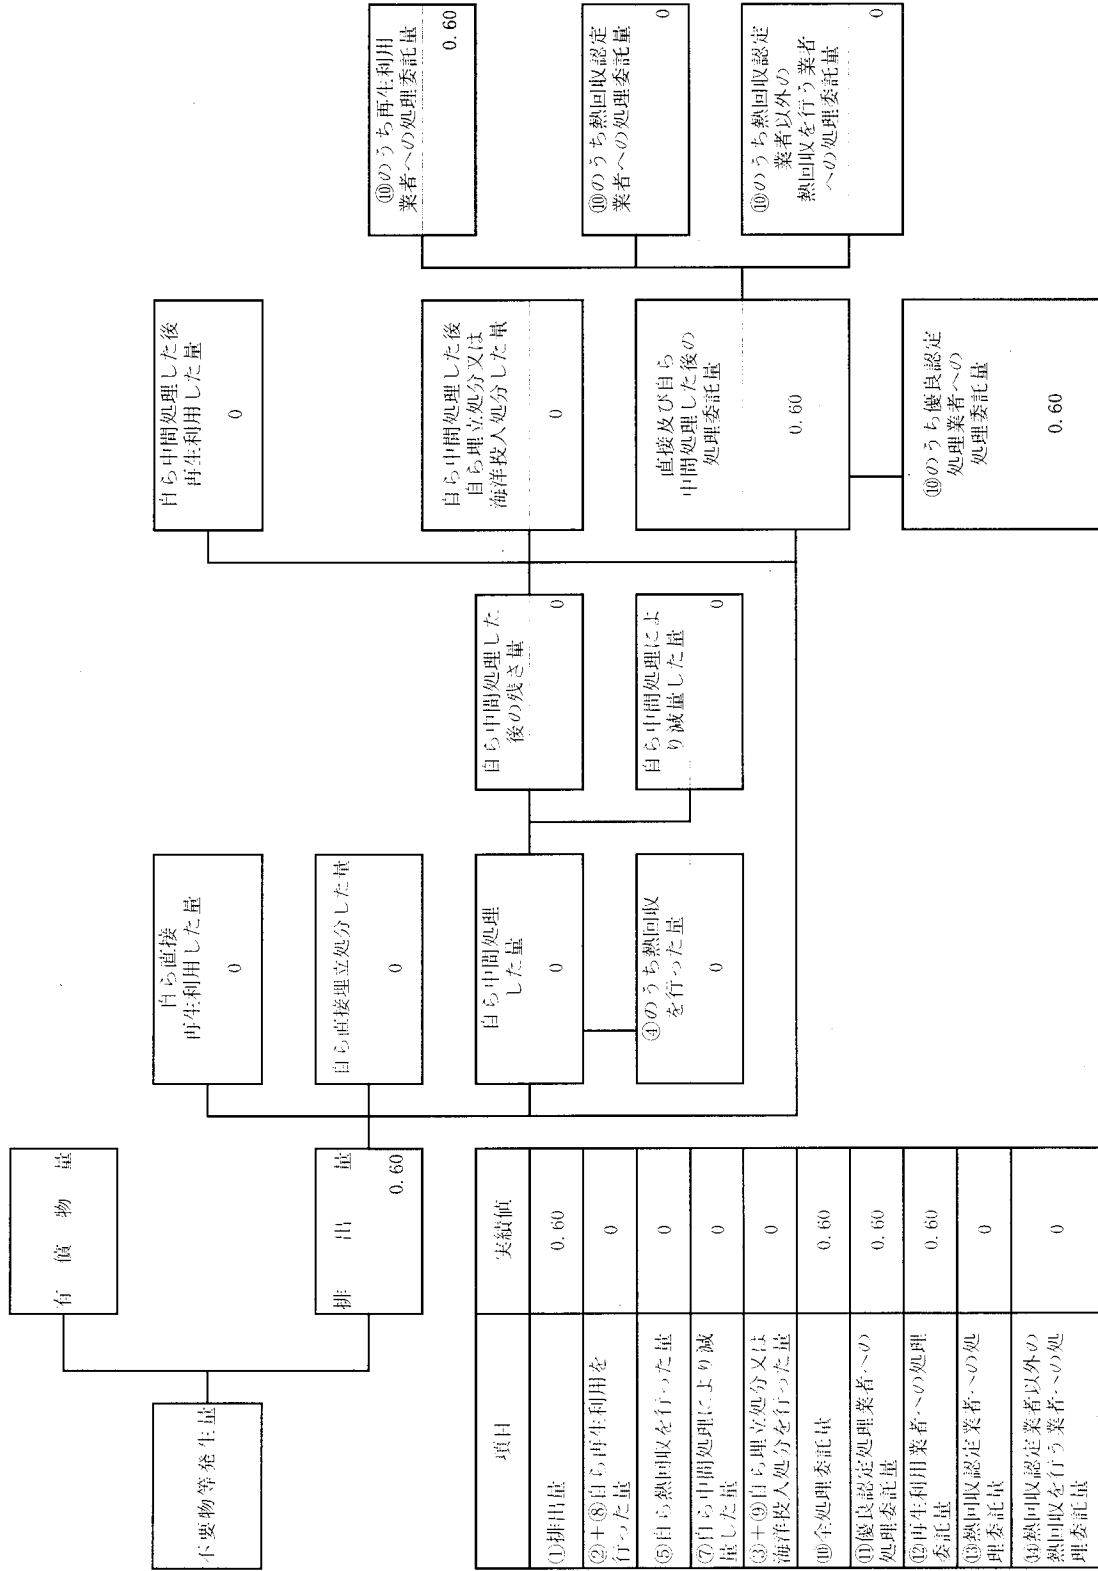 不要物等発生量
有 償 物 量
排 出 量
0.60
自ら直接
再生利用した量
0
自ら直接埋立処分した量
0
自ら中間処理
した量
0
④のうち熱回収
を行った量
0
自ら中間処理した
後の残さ量
0
自ら中間処理によ
り減量した量
0
自ら中間処理した後
再生利用した量
0
自ら中間処理した後
自ら埋立処分又は
海洋投入処分した量
0
直接及び自ら
中間処理した後の
処理委託量
0.60
⑩のうち優良認定
処理業者への
処理委託量
0.60
⑩のうち再生利用
業者への処理委託量
0.60
⑩のうち熱回収認定
業者への処理委託量
0
⑩のうち熱回収認定
業者以外の
熱回収を行う業者
への処理委託量
0
項目 実績値
①排出量 0.60
②+⑧自ら再生利用を
行った量 0
⑤自ら熱回収を行った量 0
⑦自ら中間処理により減
量した量 0
③+⑨自ら埋立処分又は
海洋投入処分を行った量 0
⑩全処理委託量 0.60
⑪優良認定処理業者への
処理委託量 0.60
⑫再生利用業者への処理
委託量 0.60
⑬熱回収認定業者への処
理委託量 0
⑭熱回収認定業者以外の
熱回収を行う業者への処
理委託量 0